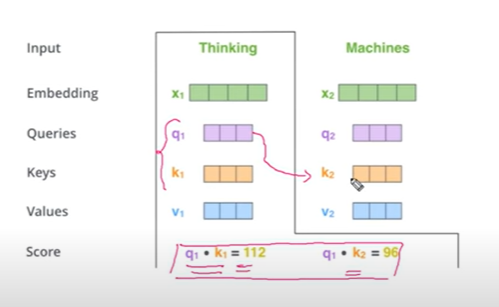 Input Thinking Machines
Embedding x1 x2
Queries q1 q2
Keys k1 k2
Values v1 v2
Score q1 • k1 = 112 q1 • k2 = 96